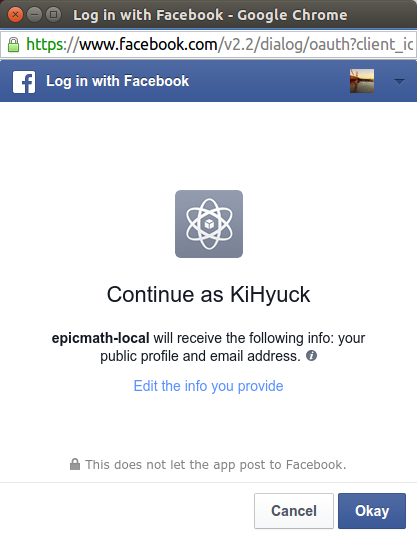 Log in with Facebook - Google Chrome
https://www.facebook.com/v2.2/dialog/oauth?client_ic
Log in with Facebook
Continue as KiHyuck
epicmath-local will receive the following info: your
public profile and email address.
Edit the info you provide
This does not let the app post to Facebook.
Cancel Okay